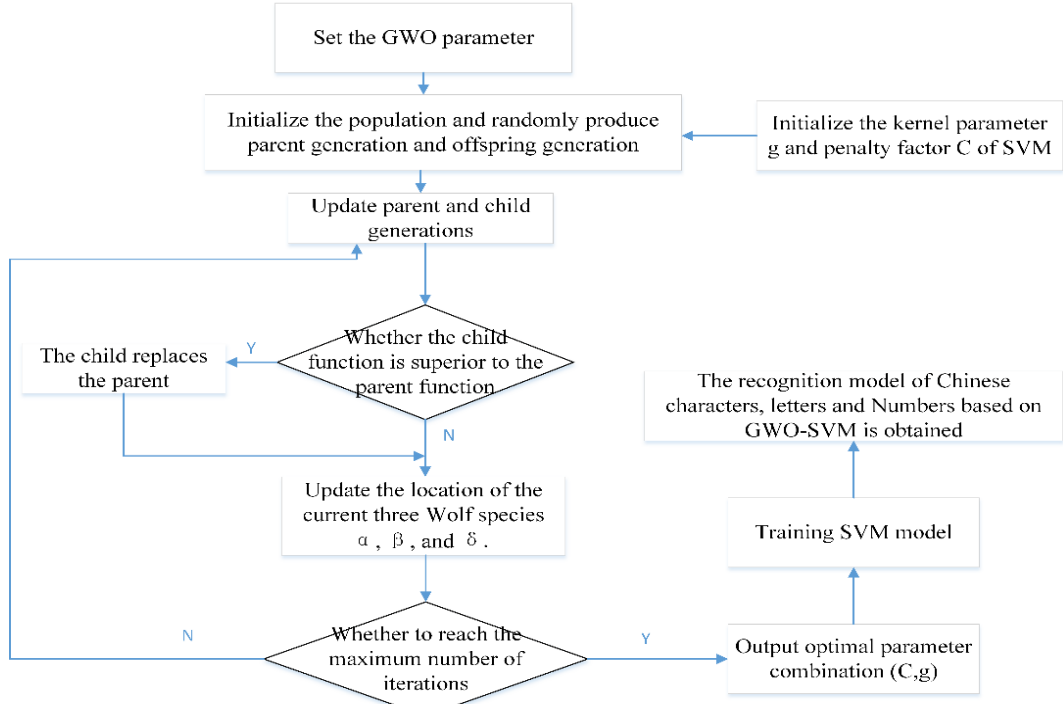 Set the GWO parameter
Initialize the population and randomly produce
parent generation and offspring generation
Initialize the kernel parameter
g and penalty factor C of SVM
Update parent and child
generations
Whether the child
function is superior to the
parent function
Y
The child replaces
the parent
N
The recognition model of Chinese
characters, letters and Numbers based on
GWO-SVM is obtained
Update the location of the
current three Wolf species
α, β, and δ.
Training SVM model
Whether to reach the
maximum number of
iterations
N
Y
Output optimal parameter
combination (C,g)